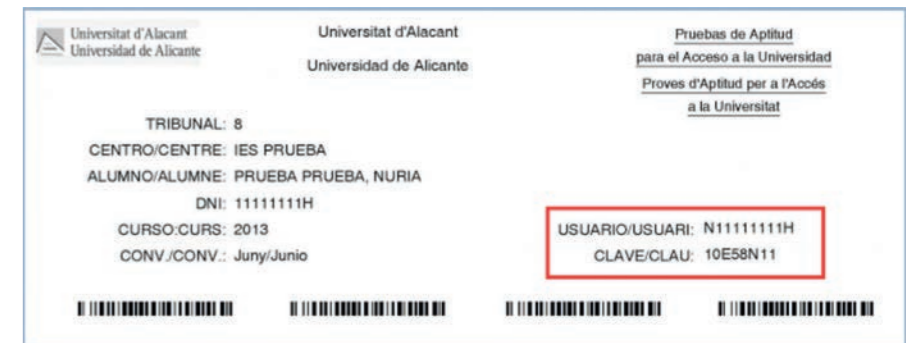 Universitat d'Alacant
Universidad de Alicante
Universitat d'Alacant
Universidad de Alicante
Pruebas de Aptitud
para el Acceso a la Universidad
Proves d'Aptitud per a l'Accés
a la Universitat
TRIBUNAL: 8
CENTRO/CENTRE: IES PRUEBA
ALUMNO/ALUMNE: PRUEBA PRUEBA, NURIA
DNI: 11111111H
CURSO:CURS: 2013
CONV./CONV.: Juny/Junio
USUARIO/USUARI: N11111111H
CLAVE/CLAU: 10E58N11